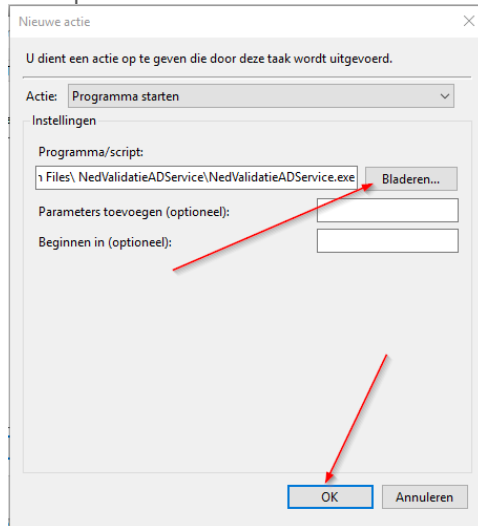 Nieuwe actie
U dient een actie op te geven die door deze taak wordt uitgevoerd.
Actie: Programma starten
Instellingen
Programma/script:
Files\ NedValidatieADService\NedValidatieADService.exe Bladeren...
Parameters toevoegen (optioneel):
Beginnen in (optioneel):
OK Annuleren